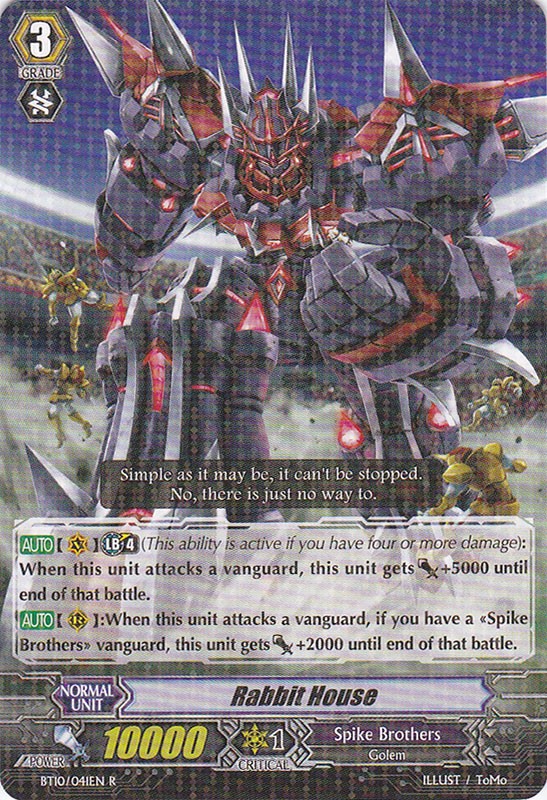 3
GRADE
Simple as it may be, it can't be stopped.
No, there is just no way to.
AUTO【 V 】LB 4 (This ability is active if you have four or more damage):
When this unit attacks a vanguard, this unit gets +5000 until
end of that battle.
AUTO【 R 】:When this unit attacks a vanguard, if you have a «Spike
Brothers» vanguard, this unit gets +2000 until end of that battle.
NORMAL
UNIT
Rabbit House
POWER
10000
1
CRITICAL
Spike Brothers
Golem
BT10/041EN R
ILLUST / ToMo